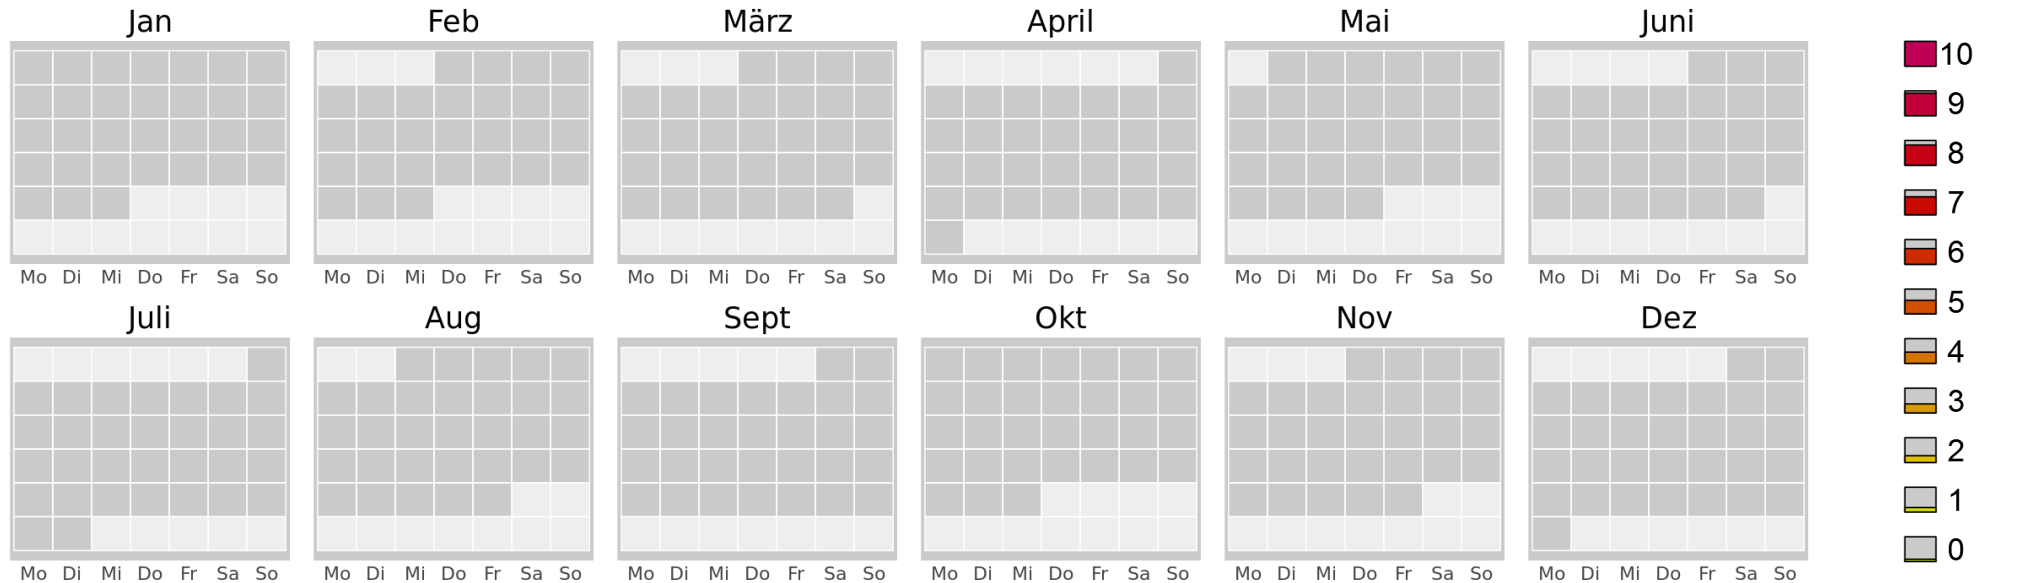 Jan Feb März April Mai Juni
Mo Di Mi Do Fr Sa So Mo Di Mi Do Fr Sa So Mo Di Mi Do Fr Sa So Mo Di Mi Do Fr Sa So Mo Di Mi Do Fr Sa So Mo Di Mi Do Fr Sa So
Juli Aug Sept Okt Nov Dez
Mo Di Mi Do Fr Sa So Mo Di Mi Do Fr Sa So Mo Di Mi Do Fr Sa So Mo Di Mi Do Fr Sa So Mo Di Mi Do Fr Sa So Mo Di Mi Do Fr Sa So
10
9
8
7
6
5
4
3
2
1
0